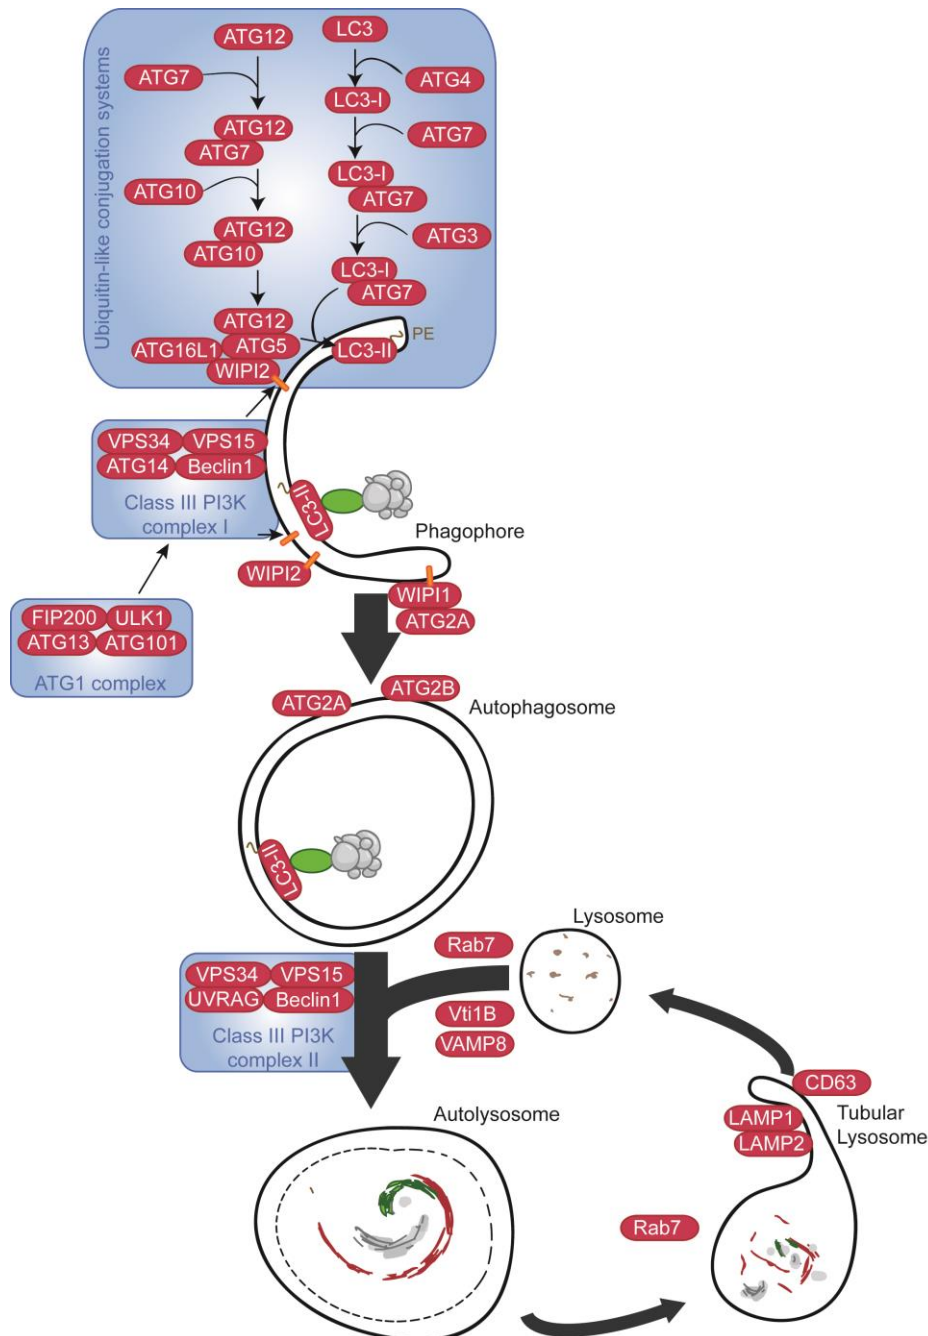 Ubiquitin-like conjugation systems
ATG12
LC3
ATG7
ATG4
LC3-I
ATG12
ATG7
ATG7
LC3-I
ATG7
ATG10
ATG3
ATG12
ATG10
LC3-I
ATG7
ATG12
ATG16L1
ATG5
WIPI2
LC3-II
PE
VPS34
VPS15
ATG14
Beclin1
Class III PI3K
complex I
LC3-II
Phagophore
WIPI2
WIPI1
ATG2A
FIP200
ULK1
ATG13
ATG101
ATG1 complex
ATG2A
ATG2B
Autophagosome
LC3-II
Lysosome
Rab7
VPS34
VPS15
UVRAG
Beclin1
Class III PI3K
complex II
Vti1B
VAMP8
CD63
LAMP1
LAMP2
Tubular
Lysosome
Autolysosome
Rab7